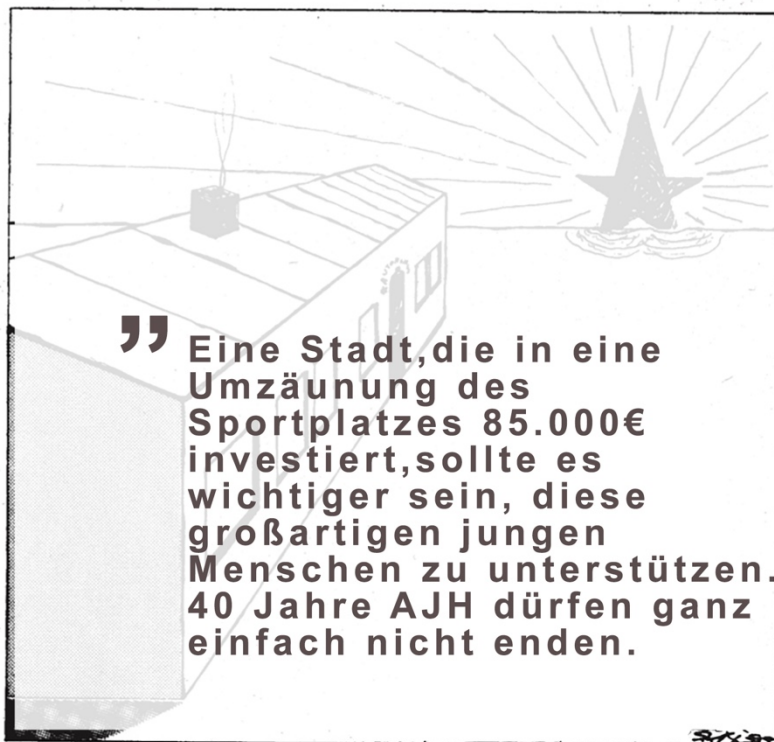 ” Eine Stadt,die in eine
Umzäunung des
Sportplatzes 85.000€
investiert,sollte es
wichtiger sein, diese
großartigen jungen
Menschen zu unterstützen.
40 Jahre AJH dürfen ganz
einfach nicht enden.